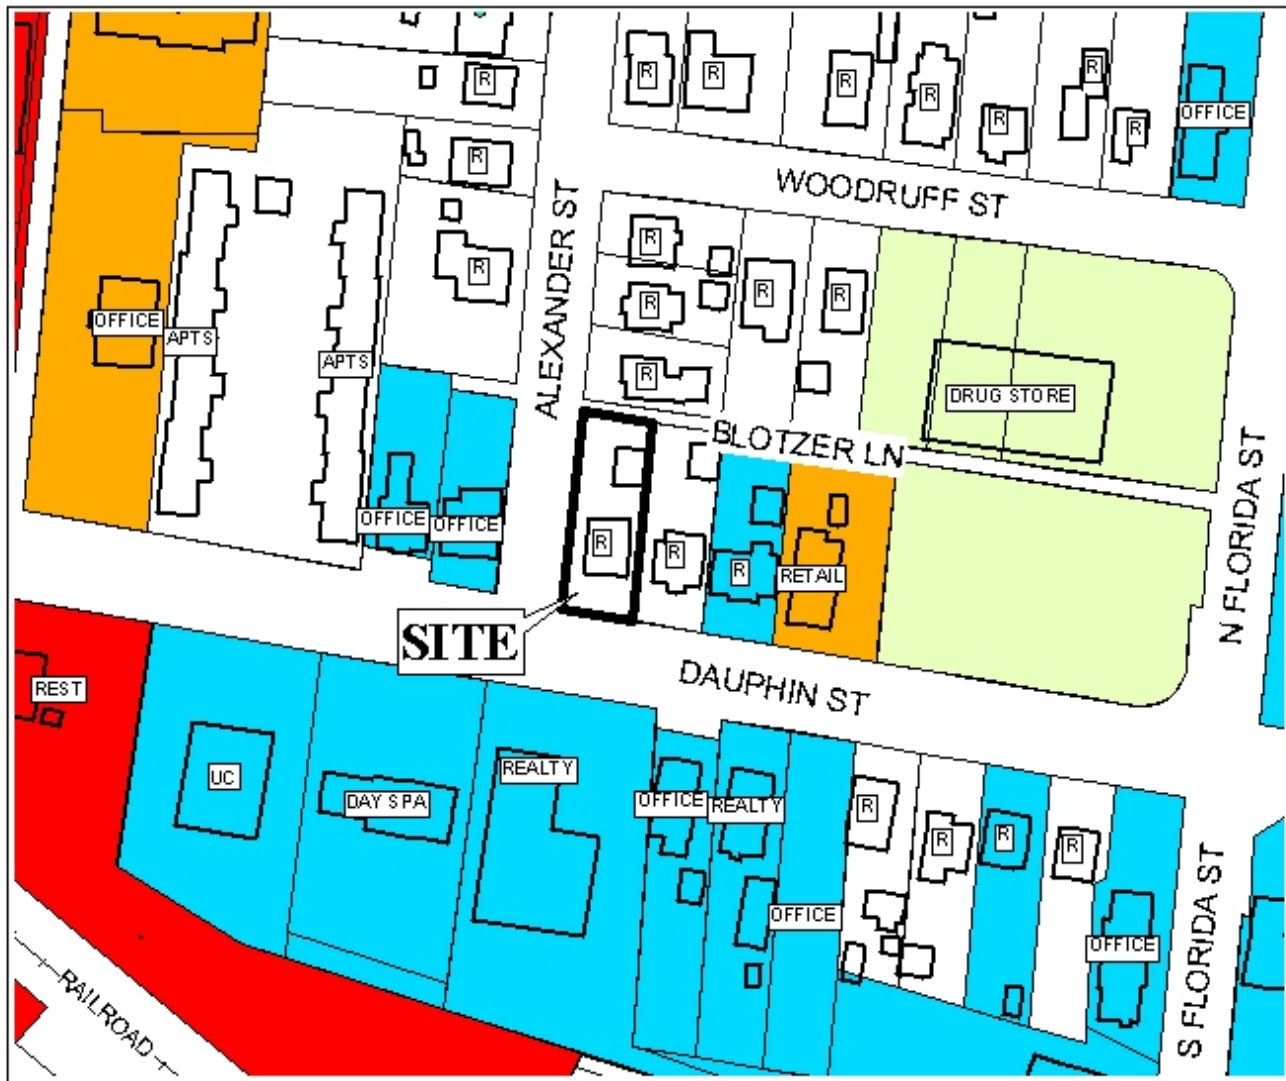 R
R
R
R
R
R
R
R
OFFICE
R
WOODRUFF ST
R
R
R
R
R
R
ALEXANDER ST
OFFICE
APTS
APTS
DRUG STORE
BLOTZER LN
N FLORIDA ST
OFFICE
OFFICE
R
R
R
RETAIL
SITE
DAUPHIN ST
REST
UC
DAY SPA
REALTY
OFFICE
REALTY
R
R
R
R
OFFICE
OFFICE
S FLORIDA ST
RAILROAD